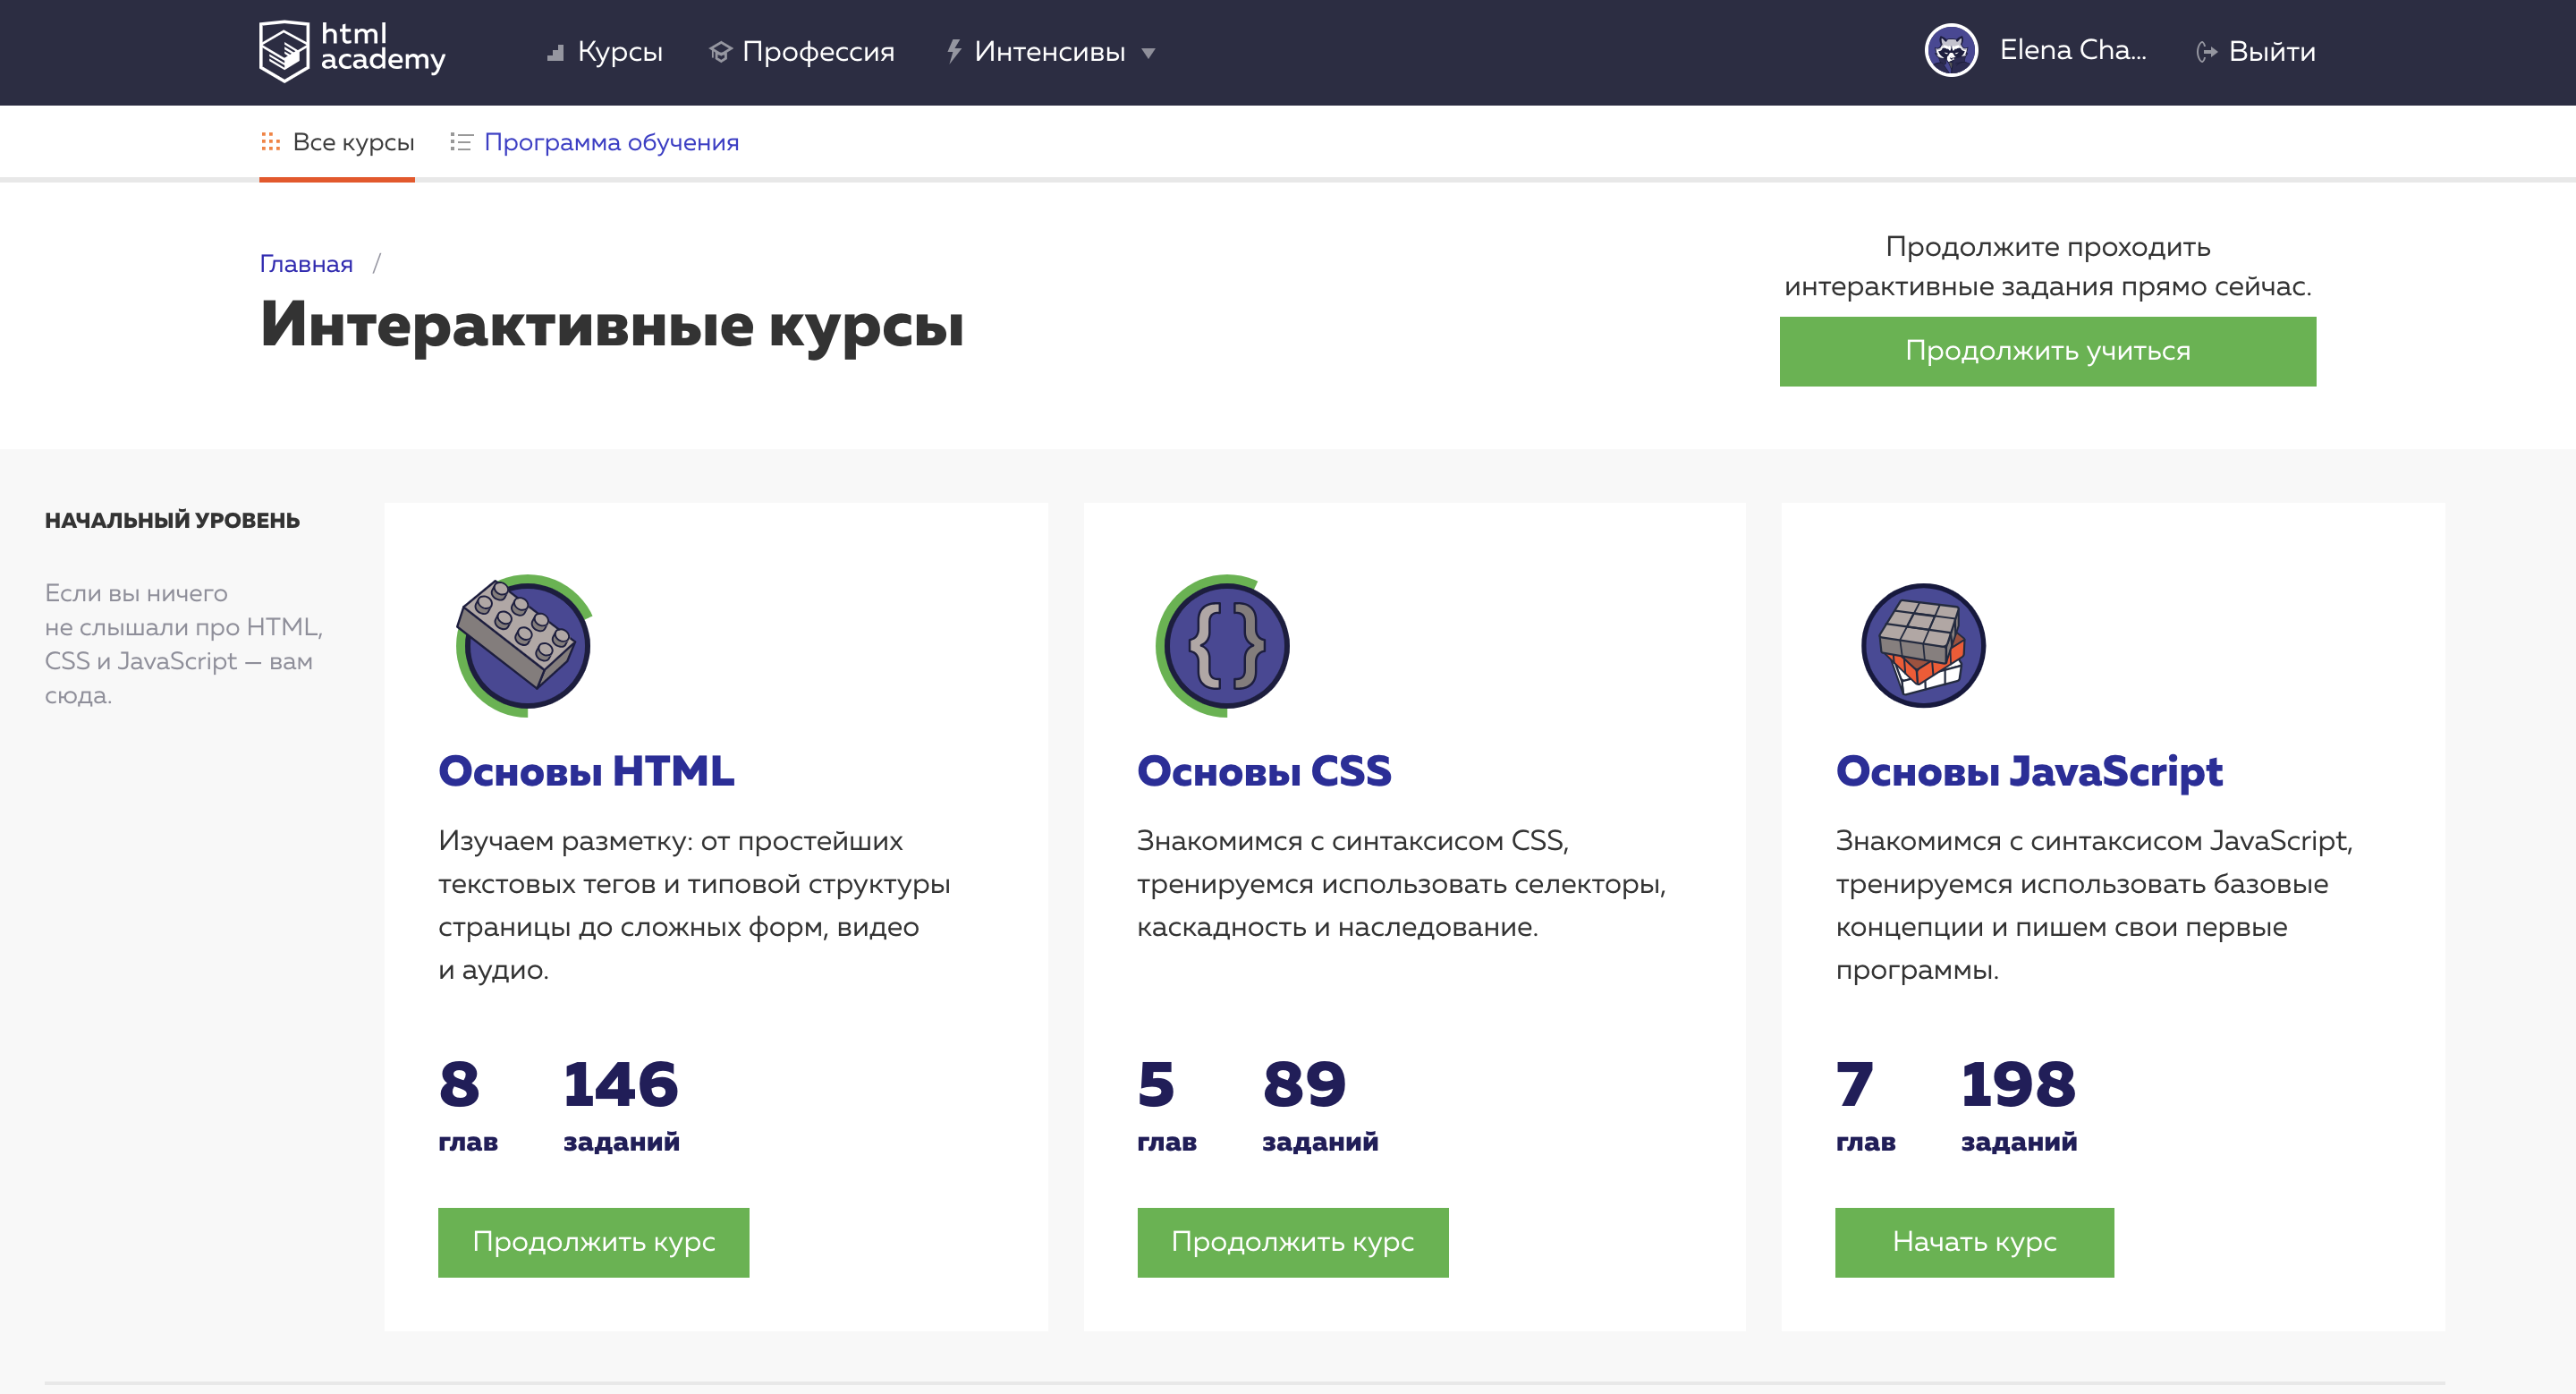 html
academy
Курсы
Профессия
Интенсивы
Elena Cha...
Выйти
Все курсы
Программа обучения
Главная /
Интерактивные курсы
Продолжите проходить
интерактивные задания прямо сейчас.
Продолжить учиться
НАЧАЛЬНЫЙ УРОВЕНЬ
Если вы ничего
не слышали про HTML,
CSS и JavaScript — вам
сюда.
Основы HTML
Изучаем разметку: от простейших
текстовых тегов и типовой структуры
страницы до сложных форм, видео
и аудио.
8 146
глав заданий
Продолжить курс
Основы CSS
Знакомимся с синтаксисом CSS,
тренируемся использовать селекторы,
каскадность и наследование.
5 89
глав заданий
Продолжить курс
Основы JavaScript
Знакомимся с синтаксисом JavaScript,
тренируемся использовать базовые
концепции и пишем свои первые
программы.
7 198
глав заданий
Начать курс